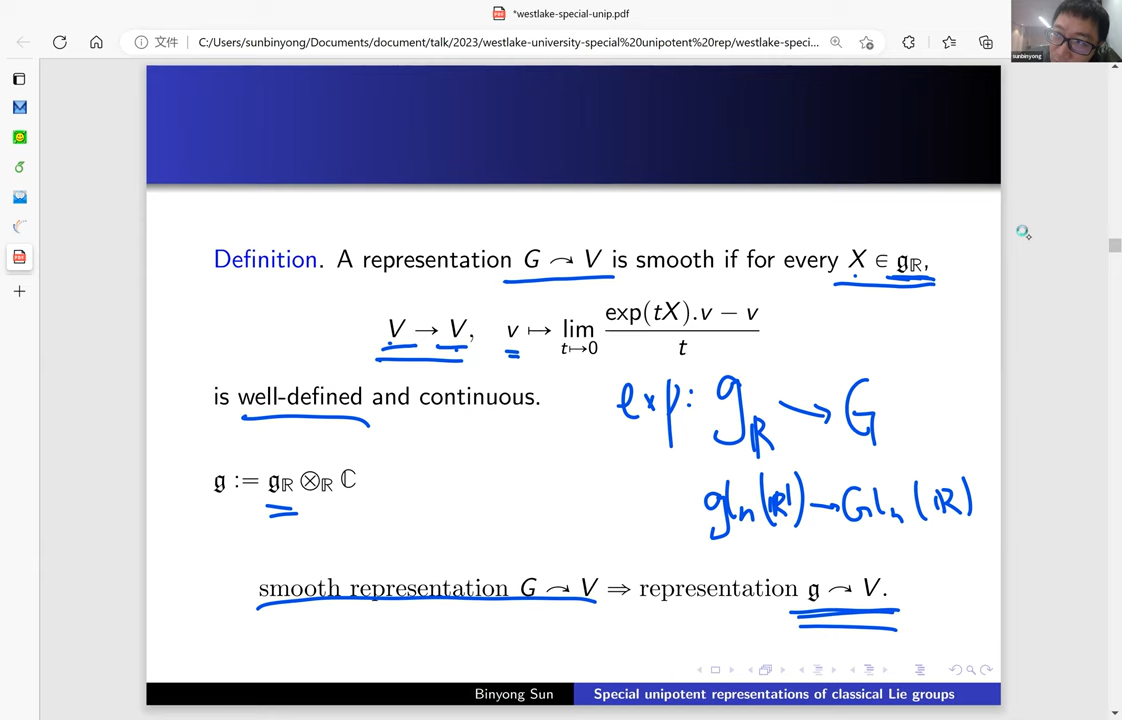 *westlake-special-unip.pdf
文件
C:/Users/sunbinyong/Documents/document/talk/2023/westlake-university-special%20unipotent%20rep/westlake-speci...
sunbinyong
Definition. A representation G ↷ V is smooth if for every X ∈ 𝔤ℝ,
V → V, v ↦ lim t↦0 exp(tX).v − v / t
is well-defined and continuous.
exp: 𝔤ℝ → G
𝔤 := 𝔤ℝ ⊗ℝ ℂ
gln(ℝ) → Gln(ℝ)
smooth representation G ↷ V ⇒ representation 𝔤 ↷ V.
Binyong Sun
Special unipotent representations of classical Lie groups